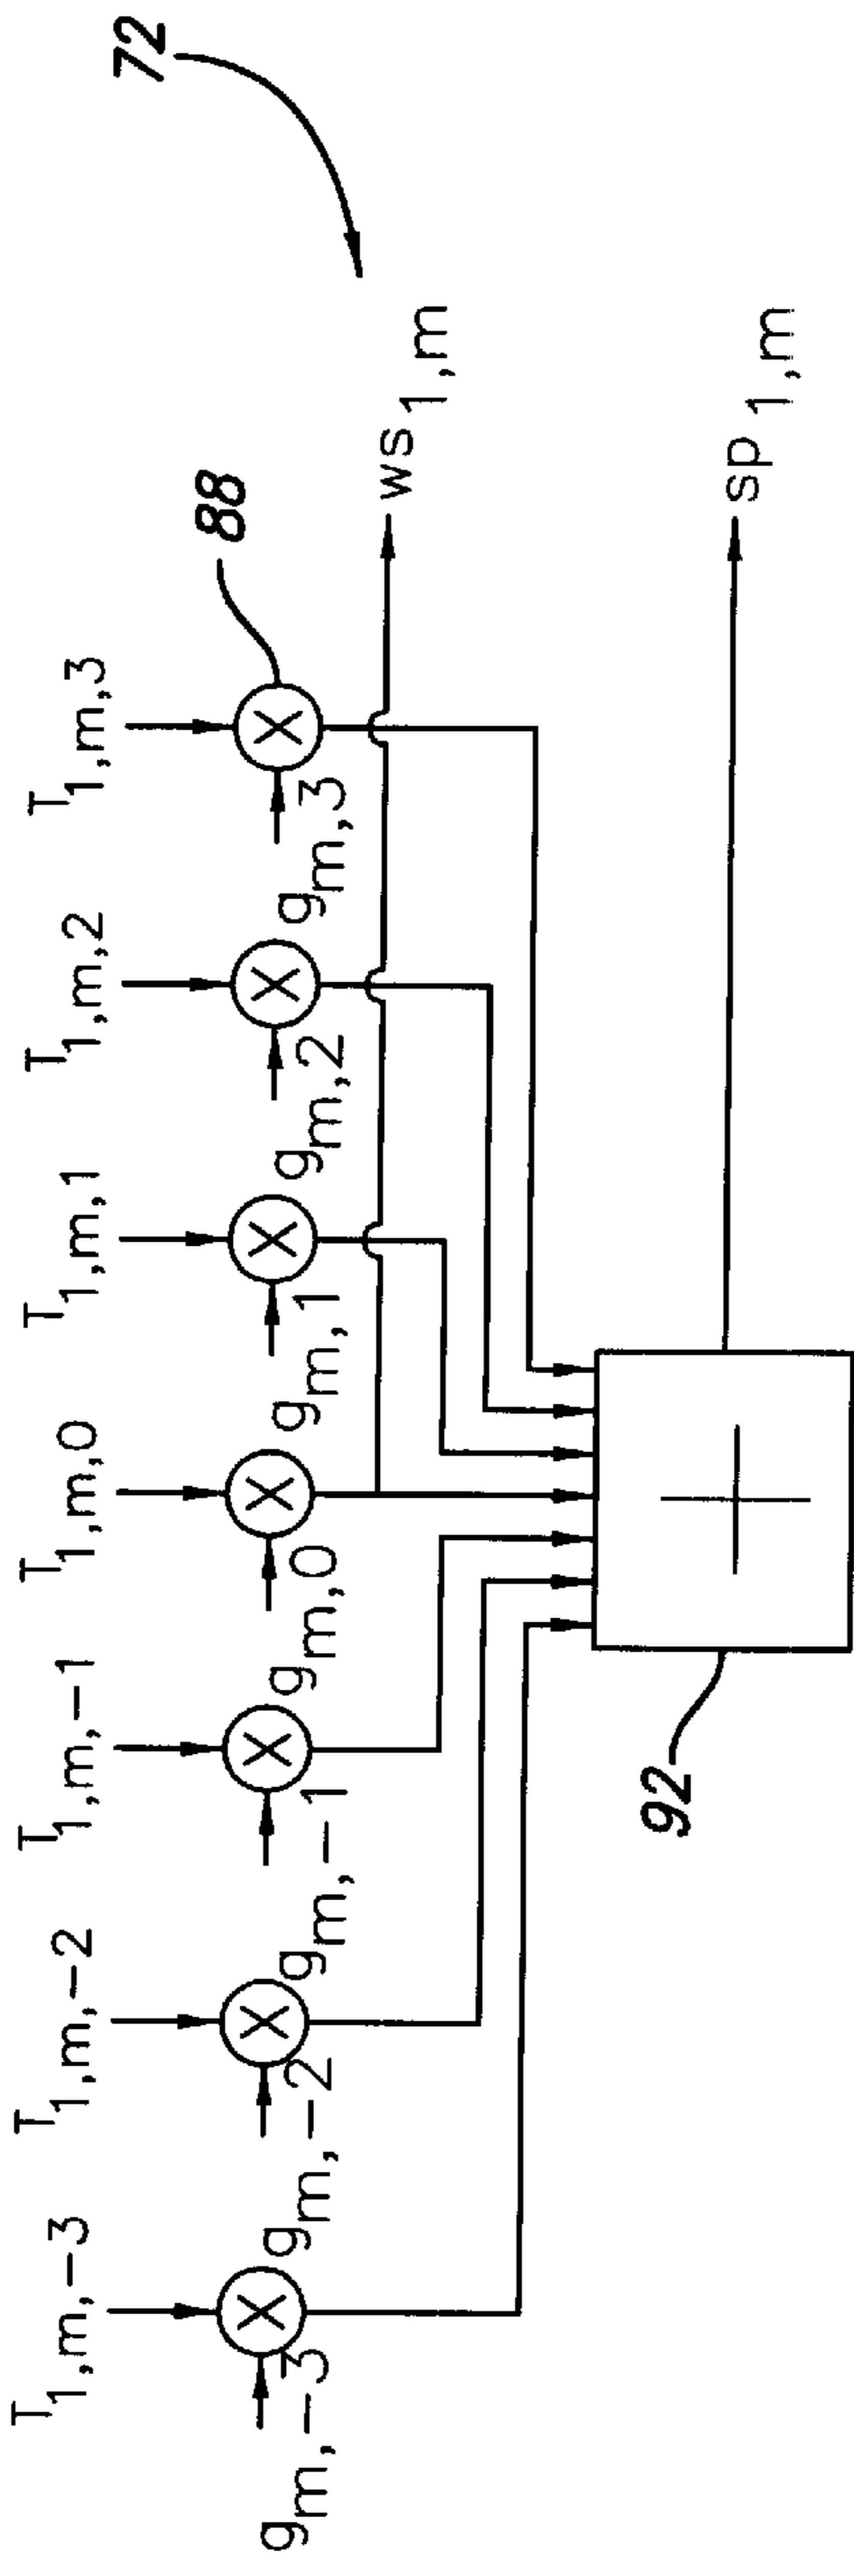 72
T1,m,-3 T1,m,-2 T1,m,-1 T1,m,0 T1,m,1 T1,m,2 T1,m,3
88
X X X X X X X
gm,-3 gm,-2 gm,-1 gm,0 gm,1 gm,2 gm,3
ws1,m
92
+
sp1,m